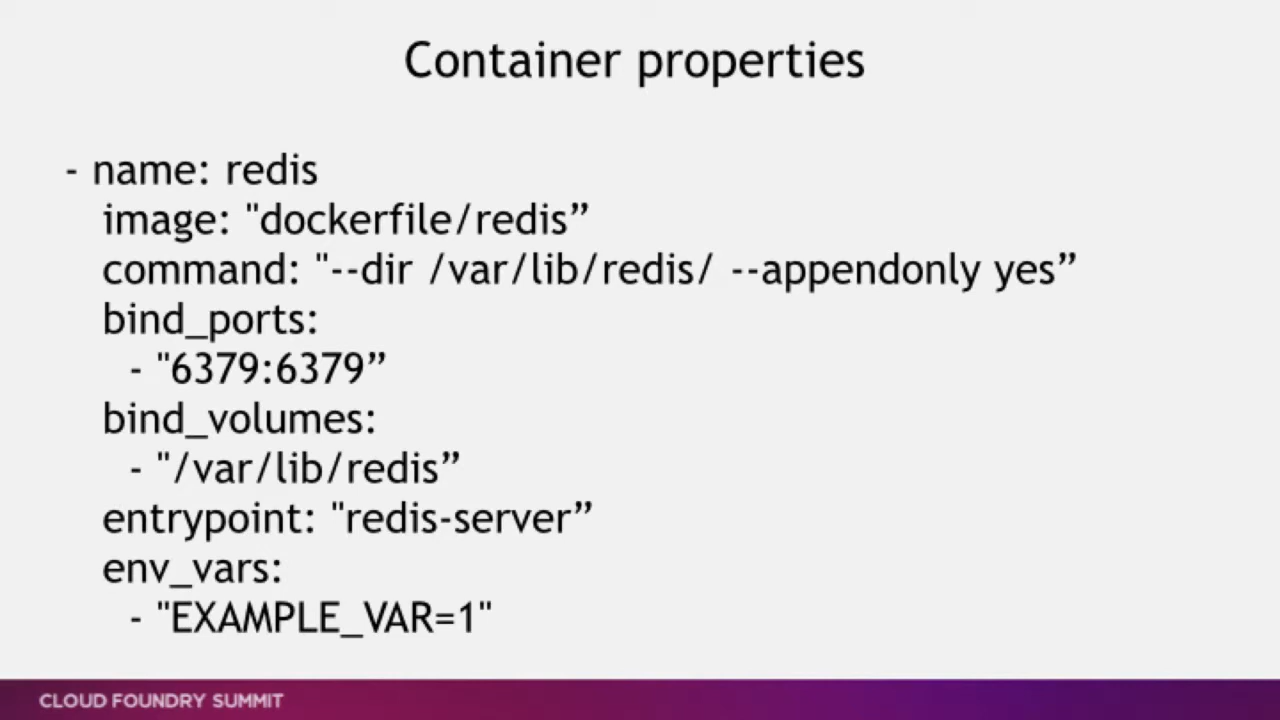 Container properties
- name: redis
image: "dockerfile/redis”
command: "--dir /var/lib/redis/ --appendonly yes”
bind_ports:
- "6379:6379”
bind_volumes:
- "/var/lib/redis”
entrypoint: "redis-server”
env_vars:
- "EXAMPLE_VAR=1"
CLOUD FOUNDRY SUMMIT